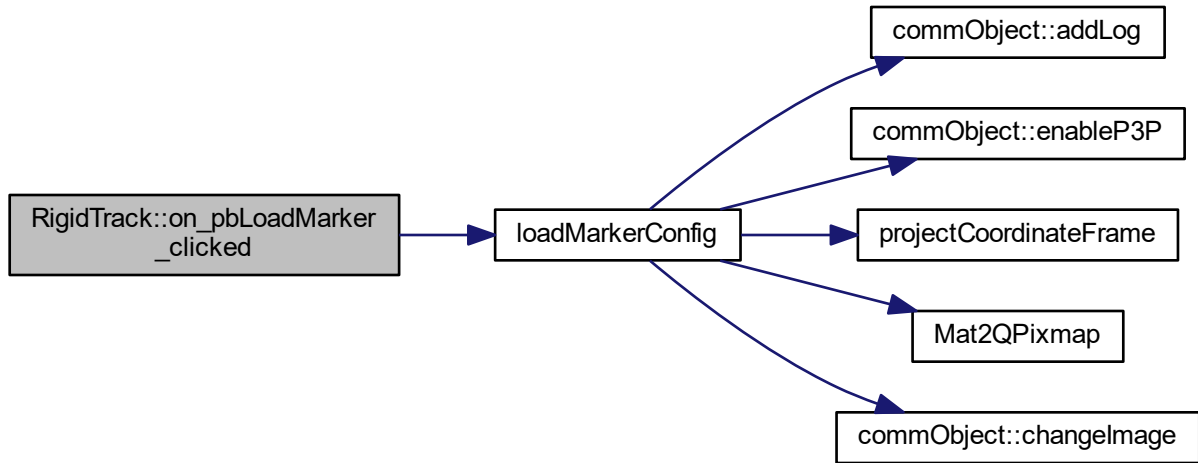 commObject::addLog
commObject::enableP3P
RigidTrack::on_pbLoadMarker
_clicked
loadMarkerConfig
projectCoordinateFrame
Mat2QPixmap
commObject::changeImage